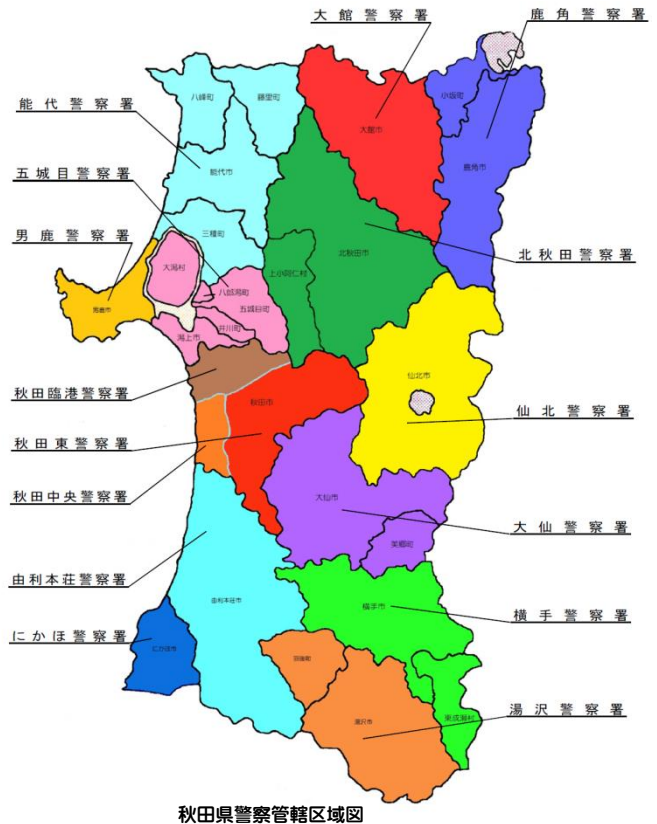 大館警察署
鹿角警察署
能代警察署
五城目警察署
男鹿警察署
北秋田警察署
秋田臨港警察署
仙北警察署
秋田東警察署
秋田中央警察署
大仙警察署
由利本荘警察署
横手警察署
にかほ警察署
湯沢警察署
八峰町
藤里町
小坂町
大館市
鹿角市
能代市
三種町
北秋田市
大潟村
上小阿仁村
八郎潟町
男鹿市
五城目町
井川町
潟上市
仙北市
秋田市
大仙市
美郷町
由利本荘市
横手市
にかほ市
羽後町
東成瀬村
湯沢市
秋田県警察管轄区域図